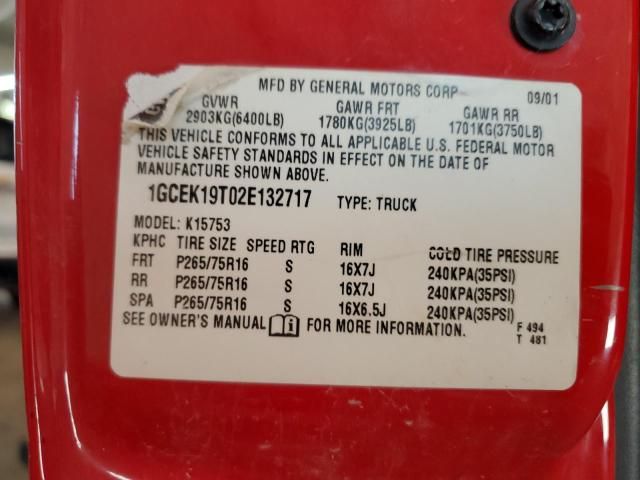 MFD BY GENERAL MOTORS CORP 09/01
GVWR GAWR FRT GAWR RR
2903KG(6400LB) 1780KG(3925LB) 1701KG(3750LB)
THIS VEHICLE CONFORMS TO ALL APPLICABLE U.S. FEDERAL MOTOR
VEHICLE SAFETY STANDARDS IN EFFECT ON THE DATE OF
MANUFACTURE SHOWN ABOVE.
1GCEK19T02E132717 TYPE: TRUCK
MODEL: K15753
KPHC TIRE SIZE SPEED RTG RIM COLD TIRE PRESSURE
FRT P265/75R16 S 16X7J 240KPA(35PSI)
RR P265/75R16 S 16X7J 240KPA(35PSI)
SPA P265/75R16 S 16X6.5J 240KPA(35PSI)
SEE OWNER'S MANUAL FOR MORE INFORMATION.
F 494
T 481